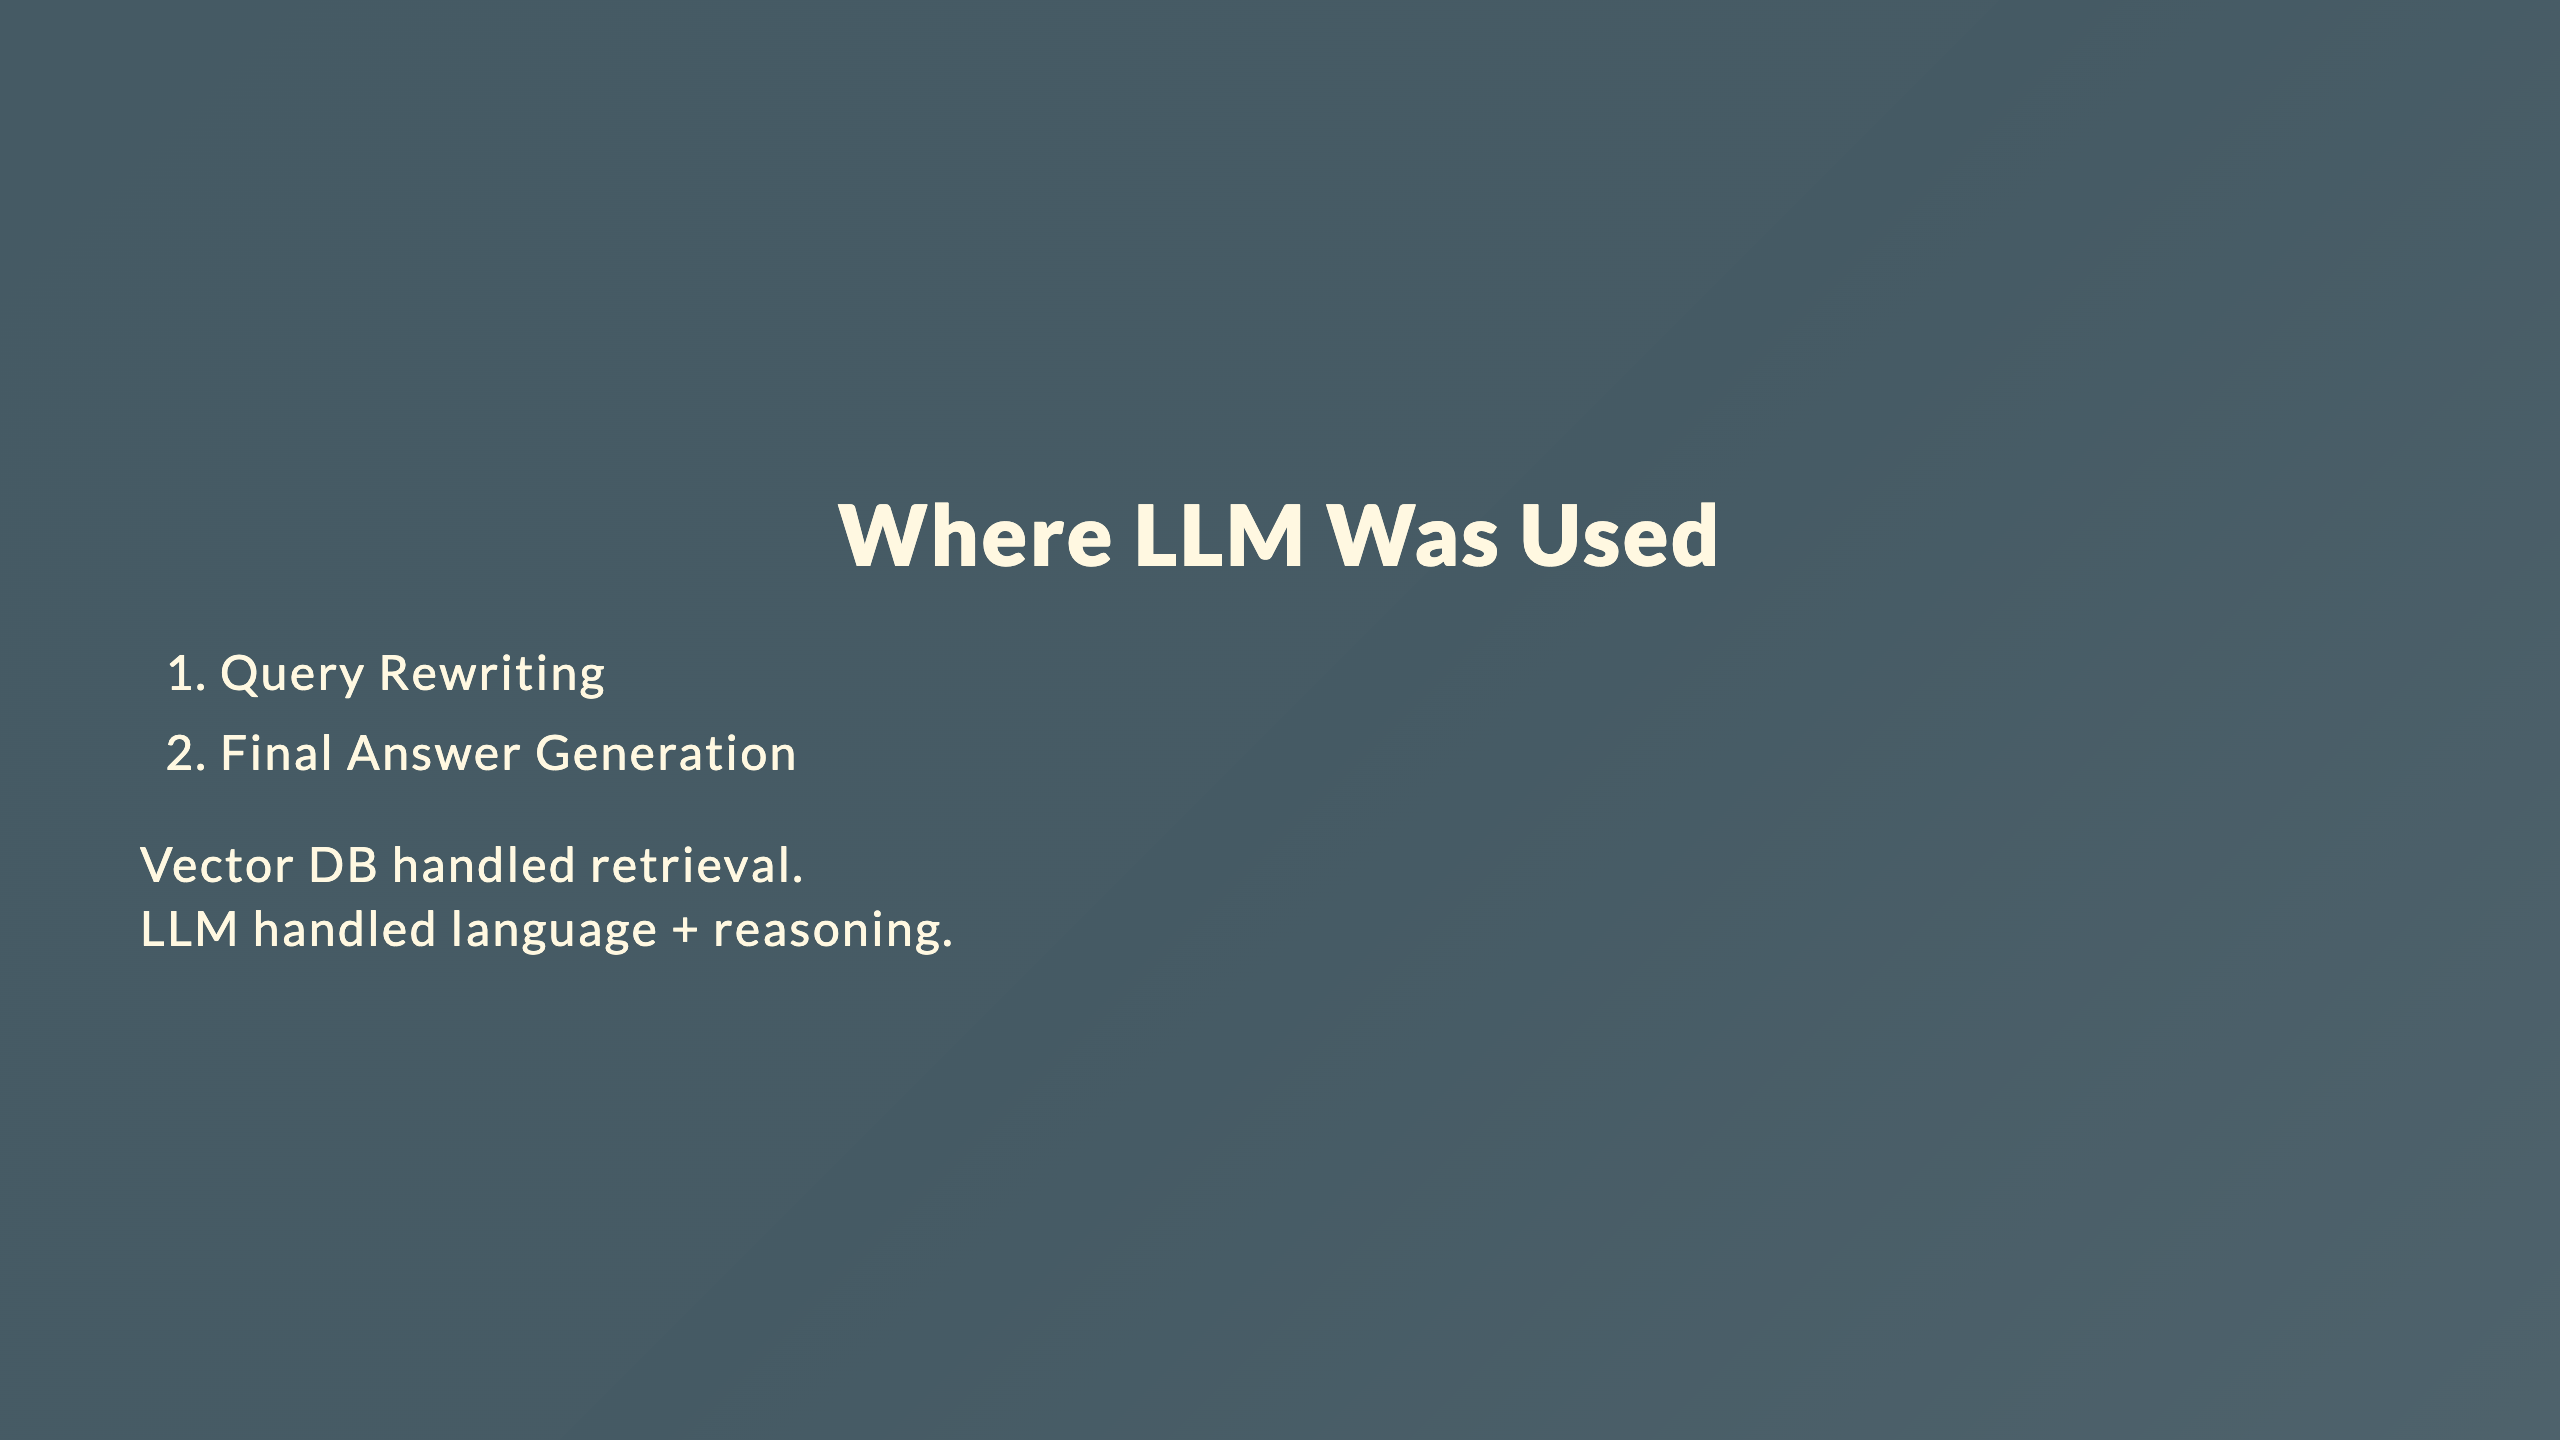 Where LLM Was Used
1. Query Rewriting
2. Final Answer Generation
Vector DB handled retrieval.
LLM handled language + reasoning.